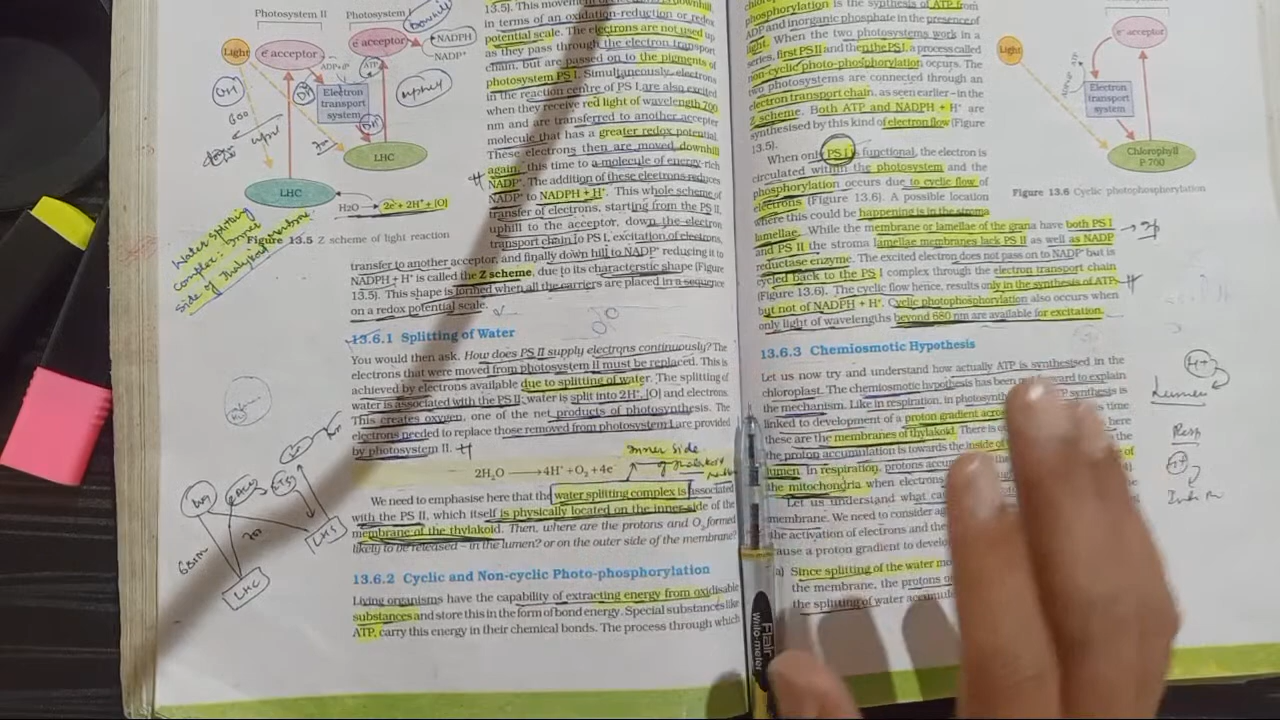 Photosystem II
Photosystem I
Light
e⁻ acceptor
e⁻ acceptor
NADPH
NADP⁺
Electron
transport
system
LHC
LHC
H₂O → 2e⁻+ 2H⁺+ [O]
Figure 13.5 Z scheme of light reaction
Water splitting
complex: Inner
side of
13.5). This movement
in terms of an oxidation-reduction or redox
potential scale. The electrons are not used up
as they pass through the electron transport
chain, but are passed on to the pigments of
photosystem PS I. Simultaneously, electrons
in the reaction centre of PS I are also excited
when they receive red light of wavelength 700
nm and are transferred to another accepter
molecule that has a greater redox potential.
These electrons then are moved downhill
again, this time to a molecule of energy-rich
NADP⁺. The addition of these electrons reduces
NADP⁺ to NADPH + H⁺. This whole scheme of
transfer of electrons, starting from the PS II,
uphill to the acceptor, down the electron
transport chain to PS I, excitation of electrons,
transfer to another acceptor, and finally down hill to NADP⁺ reducing it to
NADPH + H⁺ is called the Z scheme, due to its characterstic shape (Figure
13.5). This shape is formed when all the carriers are placed in a sequence
on a redox potential scale.
13.6.1 Splitting of Water
You would then ask, How does PS II supply electrons continuously? The
electrons that were moved from photosystem II must be replaced. This is
achieved by electrons available due to splitting of water. The splitting of
water is associated with the PS II; water is split into 2H⁺, [O] and electrons.
This creates oxygen, one of the net products of photosynthesis. The
electrons needed to replace those removed from photosystem I are provided
by photosystem II.
Inner side
2H₂O → 4H⁺ + O₂ + 4e⁻
We need to emphasise here that the water splitting complex is associated
with the PS II, which itself is physically located on the inner side of the
membrane of the thylakoid. Then, where are the protons and O₂ formed
likely to be released – in the lumen? or on the outer side of the membrane?
680nm
LHC
13.6.2 Cyclic and Non-cyclic Photo-phosphorylation
Living organisms have the capability of extracting energy from oxidisable
substances and store this in the form of bond energy. Special substances like
ATP, carry this energy in their chemical bonds. The process through which
phosphorylation is the synthesis of ATP from
ADP and inorganic phosphate in the presence of
light. When the two photosystems work in a
series, first PS II and then the PS I, a process called
non-cyclic photo-phosphorylation occurs. The
two photosystems are connected through an
electron transport chain, as seen earlier – in the
Z scheme. Both ATP and NADPH + H⁺ are
synthesised by this kind of electron flow (Figure
13.5).
When only PS I is functional, the electron is
circulated within the photosystem and the
phosphorylation occurs due to cyclic flow of
electrons (Figure 13.6). A possible location
where this could be happening is in the stroma
lamellae. While the membrane or lamellae of the grana have both PS I
and PS II the stroma lamellae membranes lack PS II as well as NADP
reductase enzyme. The excited electron does not pass on to NADP⁺ but is
cycled back to the PS I complex through the electron transport chain
(Figure 13.6). The cyclic flow hence, results only in the synthesis of ATP,
but not of NADPH + H⁺. Cyclic photophosphorylation also occurs when
only light of wavelengths beyond 680 nm are available for excitation.
Light
e⁻ acceptor
Electron
transport
system
Chlorophyll
P 700
Figure 13.6 Cyclic photophosphorylation
13.6.3 Chemiosmotic Hypothesis
Let us now try and understand how actually ATP is synthesised in the
chloroplast. The chemiosmotic hypothesis has been put forward to explain
the mechanism. Like in respiration, in photosynthesis ATP synthesis is
linked to development of a proton gradient
these are the membranes of thylakoid. There is
the proton accumulation is towards the inside of
lumen. In respiration, protons accu
the mitochondria when electrons
Let us understand what cau
membrane. We need to consider ag
the activation of electrons and the
ause a proton gradient to develo
(a) Since splitting of the water mo
the membrane, the protons o
the splitting of water accumula
H⁺
Lumen
Resp
H⁺
Flair
Writo-meter